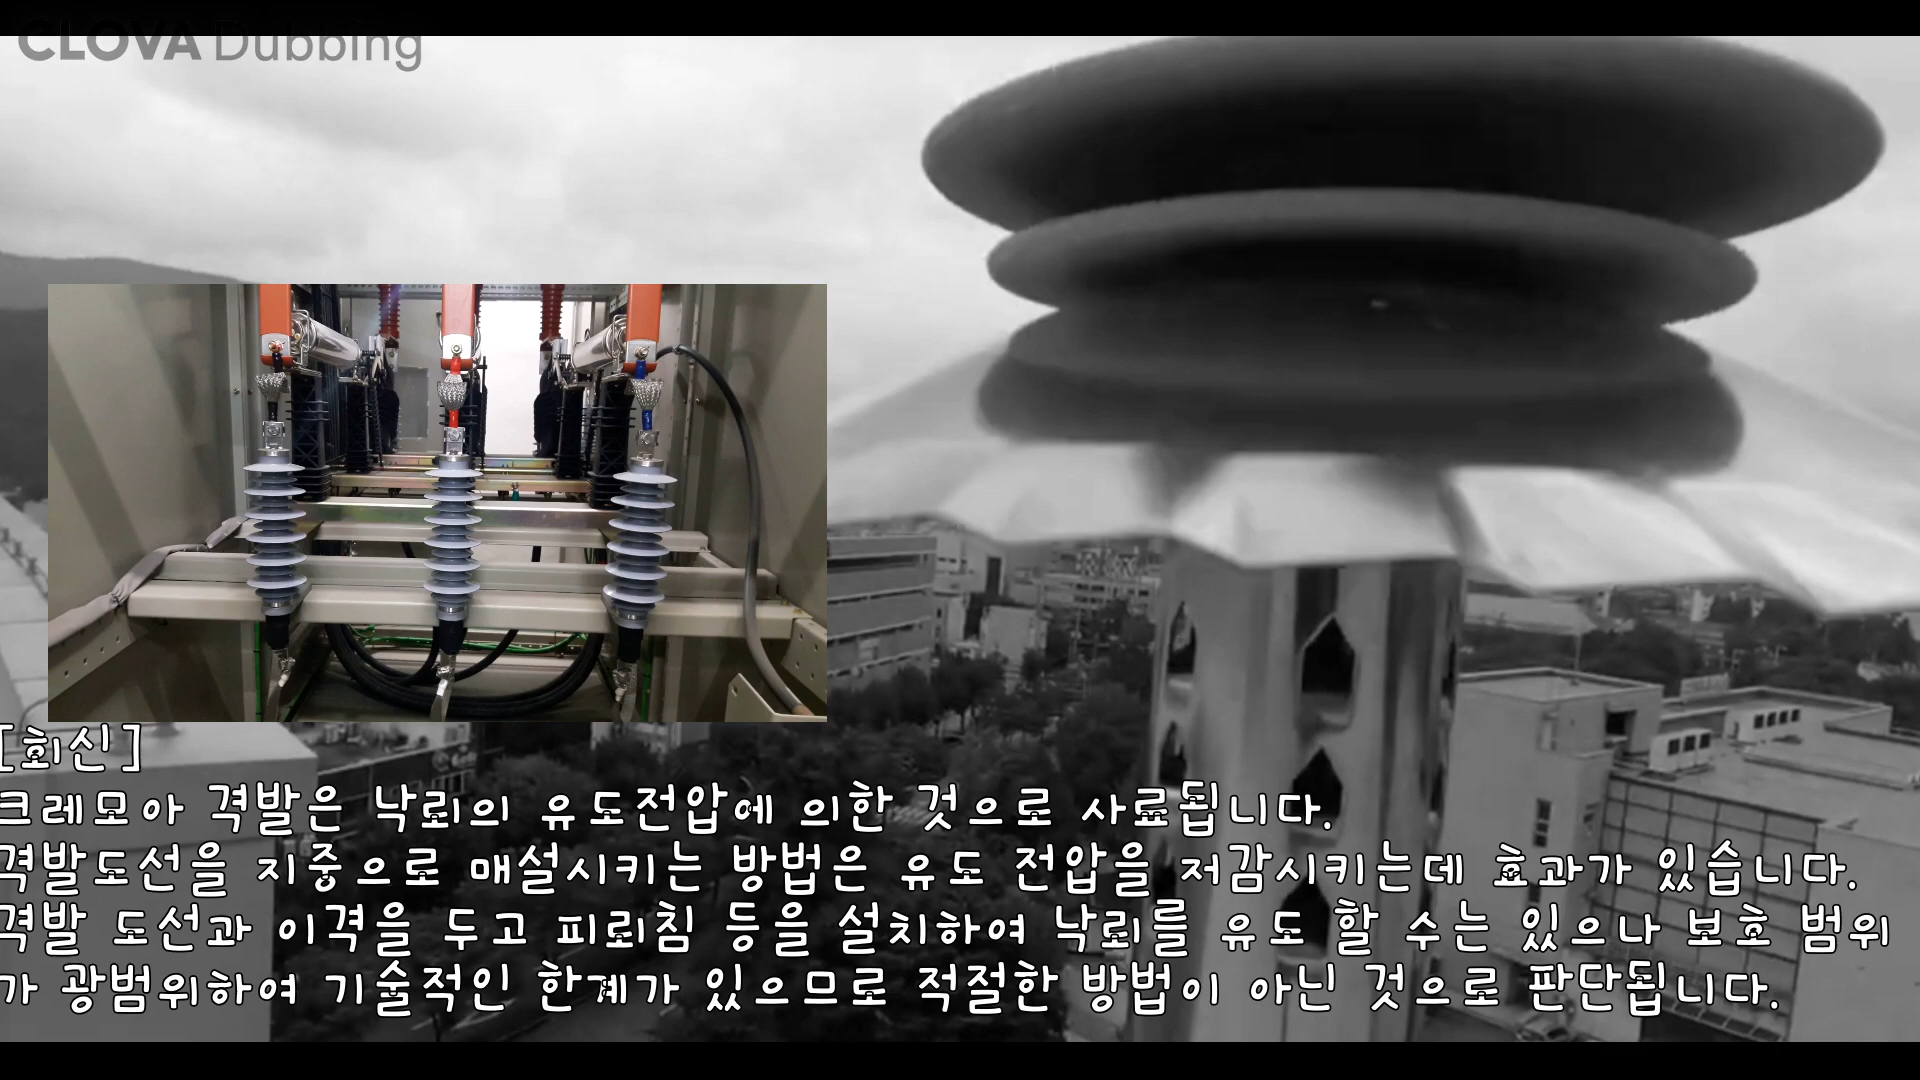 CLOVA Dubbing
[회신]
크레모아 격발은 낙뢰의 유도전압에 의한 것으로 사료됩니다.
격발도선을 지중으로 매설시키는 방법은 유도 전압을 저감시키는데 효과가 있습니다.
격발 도선과 이격을 두고 피뢰침 등을 설치하여 낙뢰를 유도 할 수는 있으나 보호 범위
가 광범위하여 기술적인 한계가 있으므로 적절한 방법이 아닌 것으로 판단됩니다.